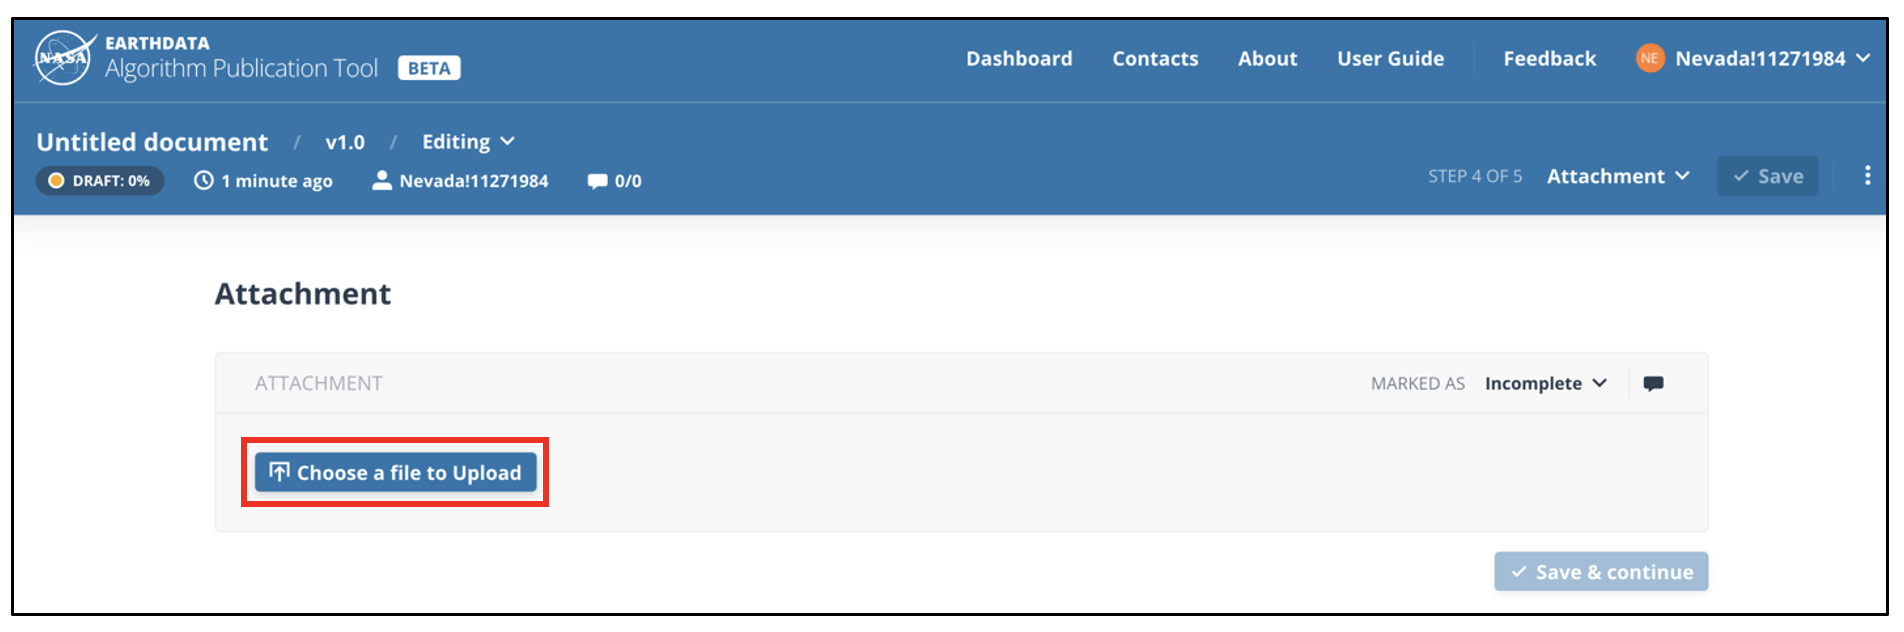 NASA
EARTHDATA
Algorithm Publication Tool BETA
Dashboard Contacts About User Guide Feedback NE Nevada!11271984
Untitled document / v1.0 / Editing
DRAFT: 0% 1 minute ago Nevada!11271984 0/0
STEP 4 OF 5 Attachment Save
Attachment
ATTACHMENT MARKED AS Incomplete
Choose a file to Upload
Save & continue